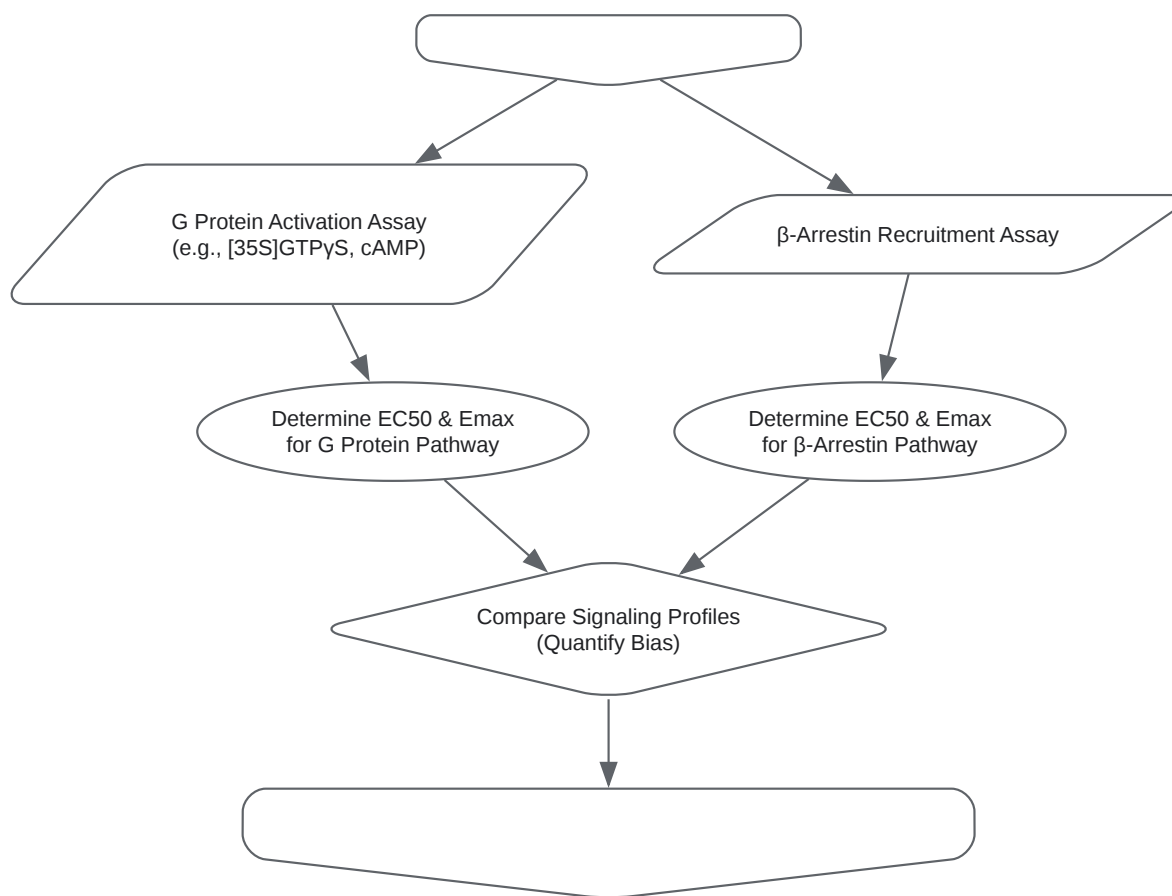 G Protein Activation Assay
(e.g., [35S]GTPγS, cAMP)
β-Arrestin Recruitment Assay
Determine EC50 & Emax
for G Protein Pathway
Determine EC50 & Emax
for β-Arrestin Pathway
Compare Signaling Profiles
(Quantify Bias)